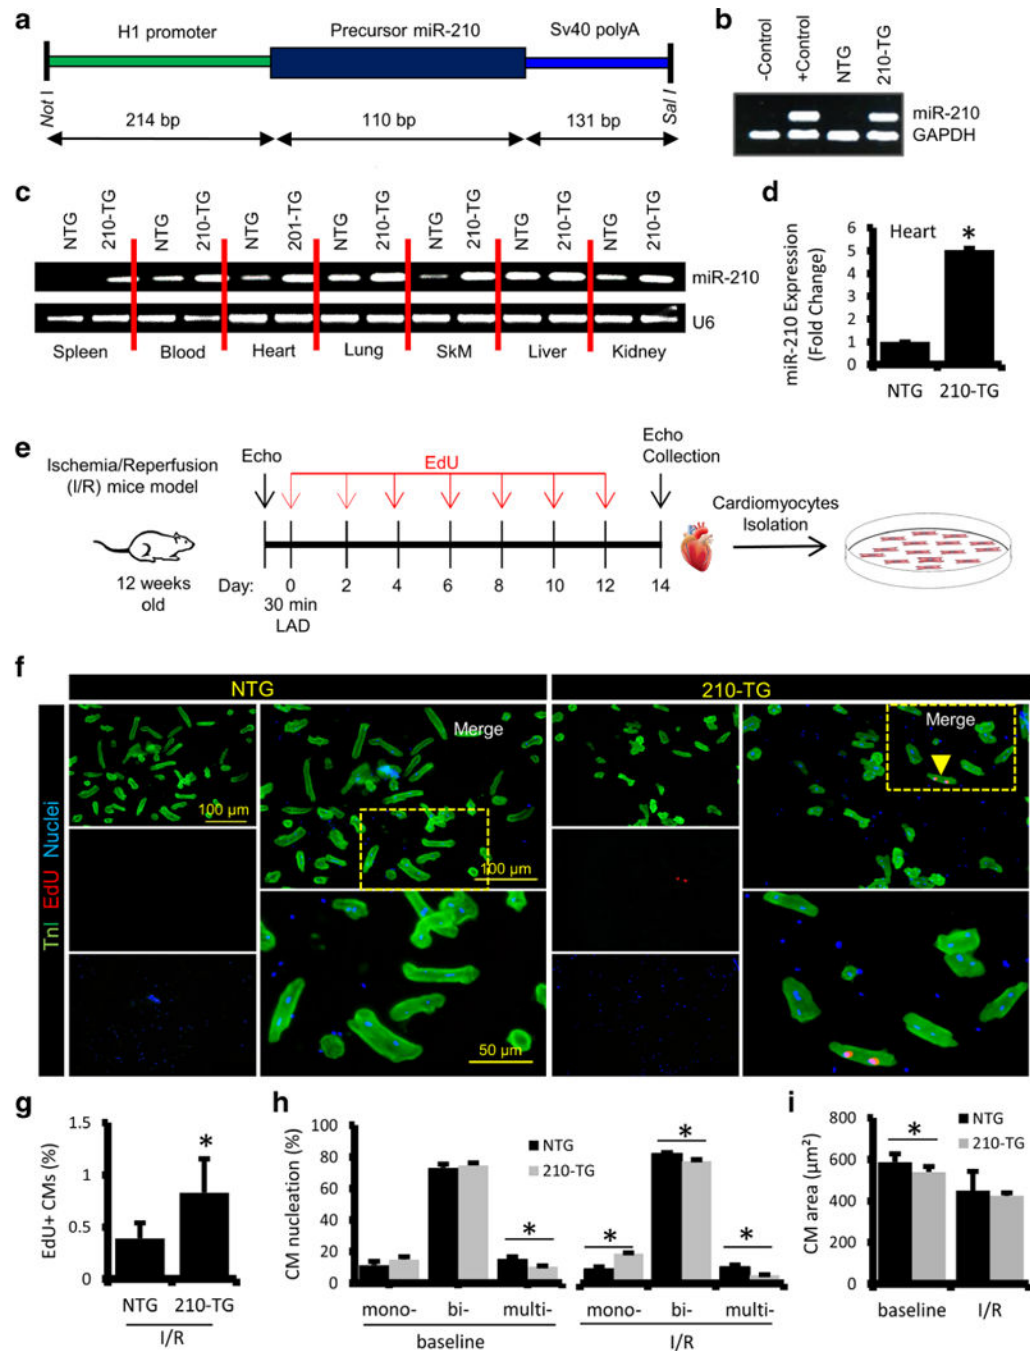 a
H1 promoter
Precursor miR-210
Sv40 polyA
Not I
Sal I
214 bp
110 bp
131 bp
b
-Control
+Control
NTG
210-TG
miR-210
GAPDH
c
NTG
210-TG
NTG
210-TG
NTG
201-TG
NTG
210-TG
NTG
210-TG
NTG
210-TG
NTG
210-TG
miR-210
U6
Spleen
Blood
Heart
Lung
SkM
Liver
Kidney
d
miR-210 Expression
(Fold Change)
6
5
4
3
2
1
0
Heart
*
NTG
210-TG
e
Ischemia/Reperfusion
(I/R) mice model
12 weeks
old
Echo
EdU
Echo
Collection
Day:
0
2
4
6
8
10
12
14
30 min
LAD
Cardiomyocytes
Isolation
f
NTG
210-TG
TnI EdU Nuclei
100 µm
Merge
100 µm
50 µm
Merge
g
EdU+ CMs (%)
1.5
1
0.5
0
*
NTG
210-TG
I/R
h
CM nucleation (%)
100
80
60
40
20
0
NTG
210-TG
*
*
*
*
mono-
bi-
multi-
mono-
bi-
multi-
baseline
I/R
i
CM area (µm²)
800
600
400
200
0
*
NTG
210-TG
baseline
I/R